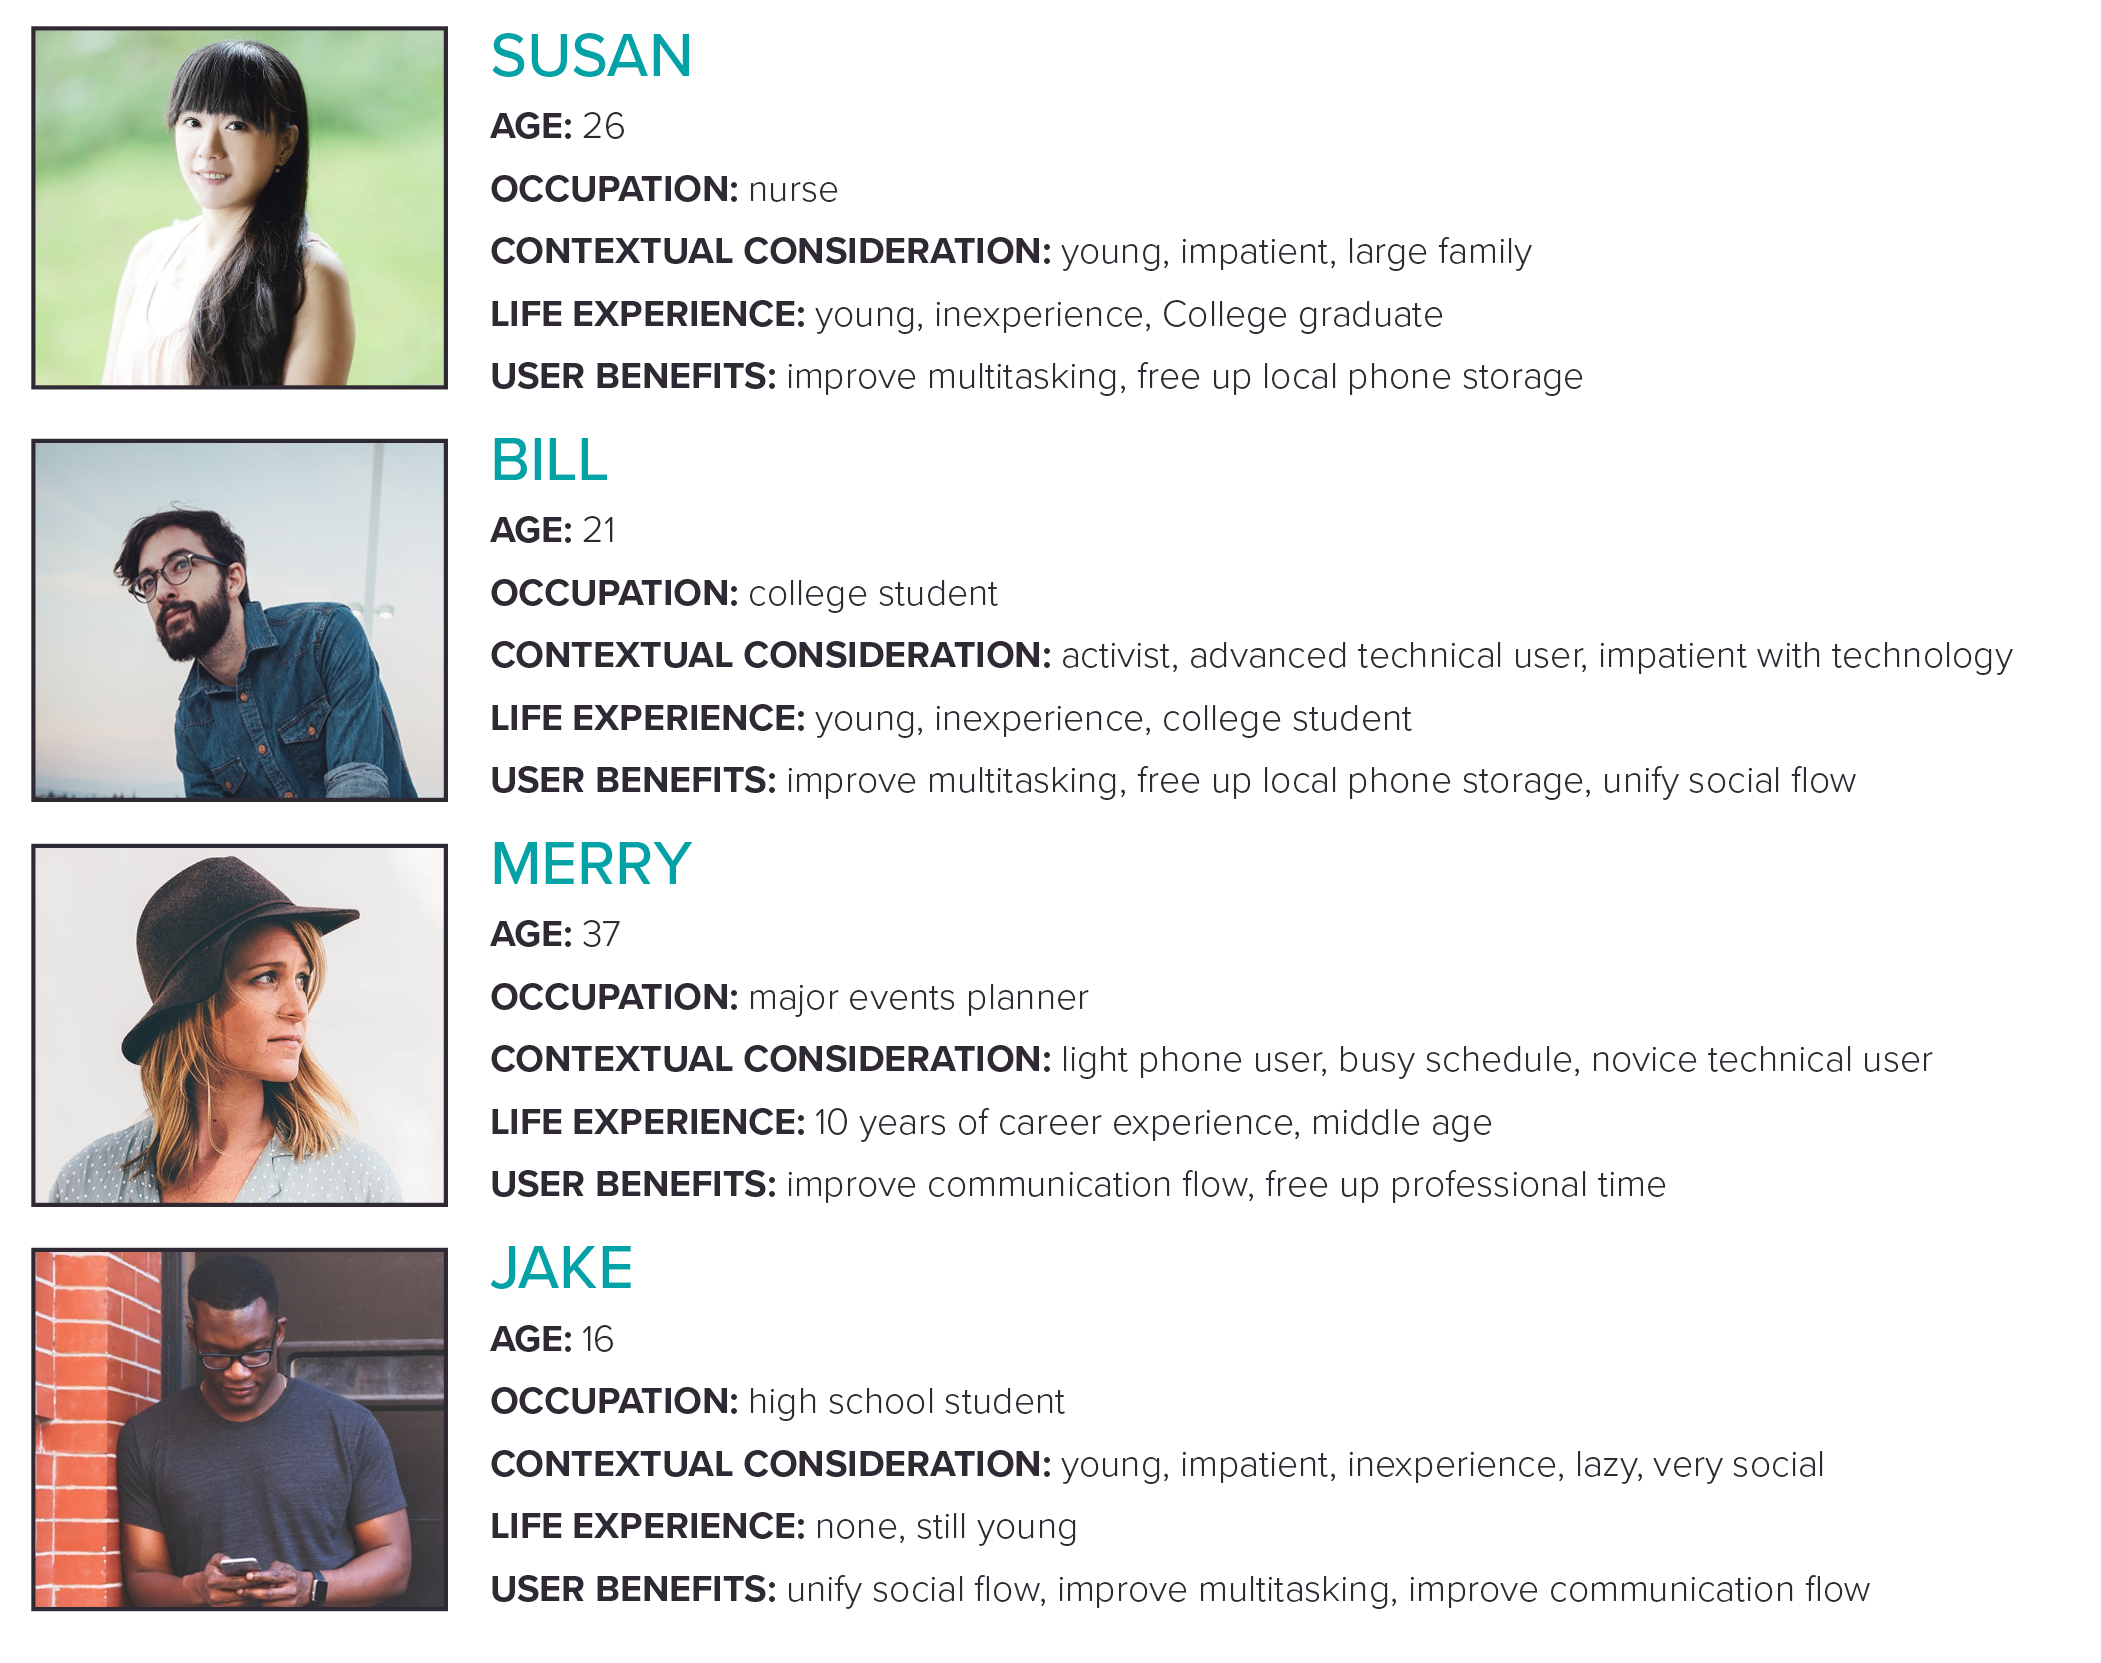 SUSAN
AGE: 26
OCCUPATION: nurse
CONTEXTUAL CONSIDERATION: young, impatient, large family
LIFE EXPERIENCE: young, inexperience, College graduate
USER BENEFITS: improve multitasking, free up local phone storage
BILL
AGE: 21
OCCUPATION: college student
CONTEXTUAL CONSIDERATION: activist, advanced technical user, impatient with technology
LIFE EXPERIENCE: young, inexperience, college student
USER BENEFITS: improve multitasking, free up local phone storage, unify social flow
MERRY
AGE: 37
OCCUPATION: major events planner
CONTEXTUAL CONSIDERATION: light phone user, busy schedule, novice technical user
LIFE EXPERIENCE: 10 years of career experience, middle age
USER BENEFITS: improve communication flow, free up professional time
JAKE
AGE: 16
OCCUPATION: high school student
CONTEXTUAL CONSIDERATION: young, impatient, inexperience, lazy, very social
LIFE EXPERIENCE: none, still young
USER BENEFITS: unify social flow, improve multitasking, improve communication flow